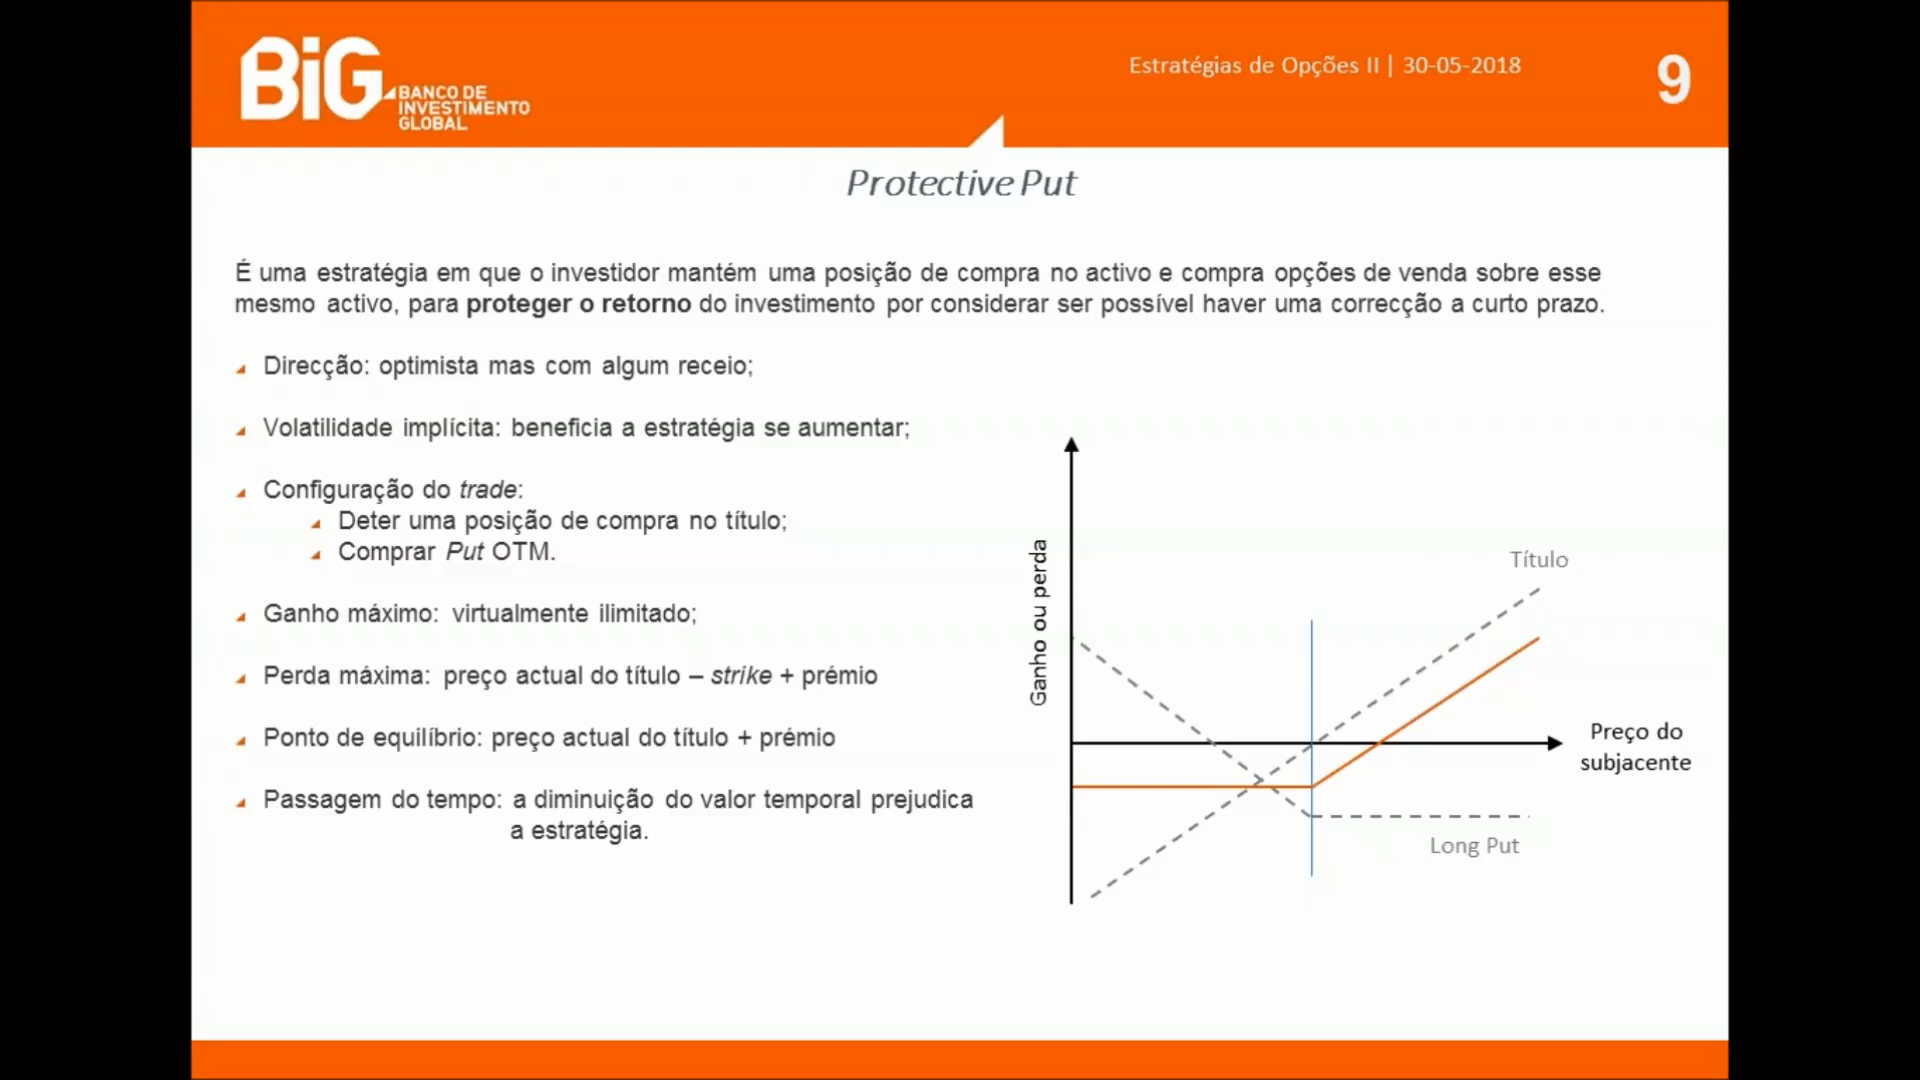 BiG
BANCO DE
INVESTIMENTO
GLOBAL
Estratégias de Opções II | 30-05-2018
9
Protective Put
É uma estratégia em que o investidor mantém uma posição de compra no activo e compra opções de venda sobre esse
mesmo activo, para proteger o retorno do investimento por considerar ser possível haver uma correcção a curto prazo.
Direcção: optimista mas com algum receio;
Volatilidade implícita: beneficia a estratégia se aumentar;
Configuração do trade:
Deter uma posição de compra no título;
Comprar Put OTM.
Ganho máximo: virtualmente ilimitado;
Perda máxima: preço actual do título – strike + prémio
Ponto de equilíbrio: preço actual do título + prémio
Passagem do tempo: a diminuição do valor temporal prejudica
a estratégia.
Ganho ou perda
Título
Preço do
subjacente
Long Put